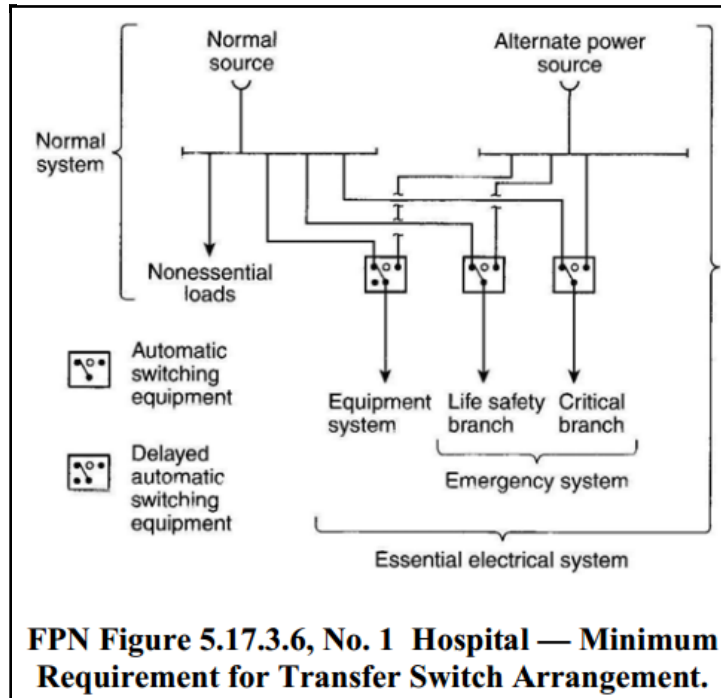 Normal
source
Alternate power
source
Normal
system
Nonessential
loads
Automatic
switching
equipment
Equipment
system
Life safety
branch
Critical
branch
Delayed
automatic
switching
equipment
Emergency system
Essential electrical system
FPN Figure 5.17.3.6, No. 1 Hospital — Minimum
Requirement for Transfer Switch Arrangement.